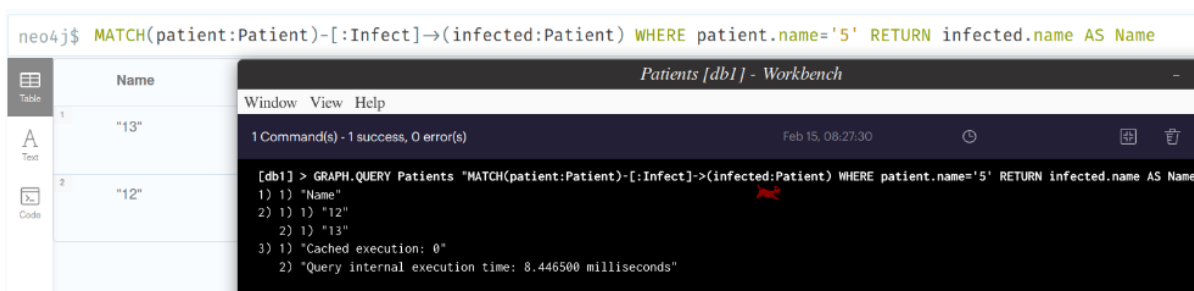 neo4j$ MATCH(patient:Patient)-[:Infect]→(infected:Patient) WHERE patient.name='5' RETURN infected.name AS Name
Table
Text
Code
Name
1 "13"
2 "12"
Patients [db1] - Workbench
Window View Help
1 Command(s) - 1 success, 0 error(s) Feb 15, 08:27:30
[db1] > GRAPH.QUERY Patients "MATCH(patient:Patient)-[:Infect]->(infected:Patient) WHERE patient.name='5' RETURN infected.name AS Name
1) 1) "Name"
2) 1) 1) "12"
2) 1) "13"
3) 1) "Cached execution: 0"
2) "Query internal execution time: 8.446500 milliseconds"